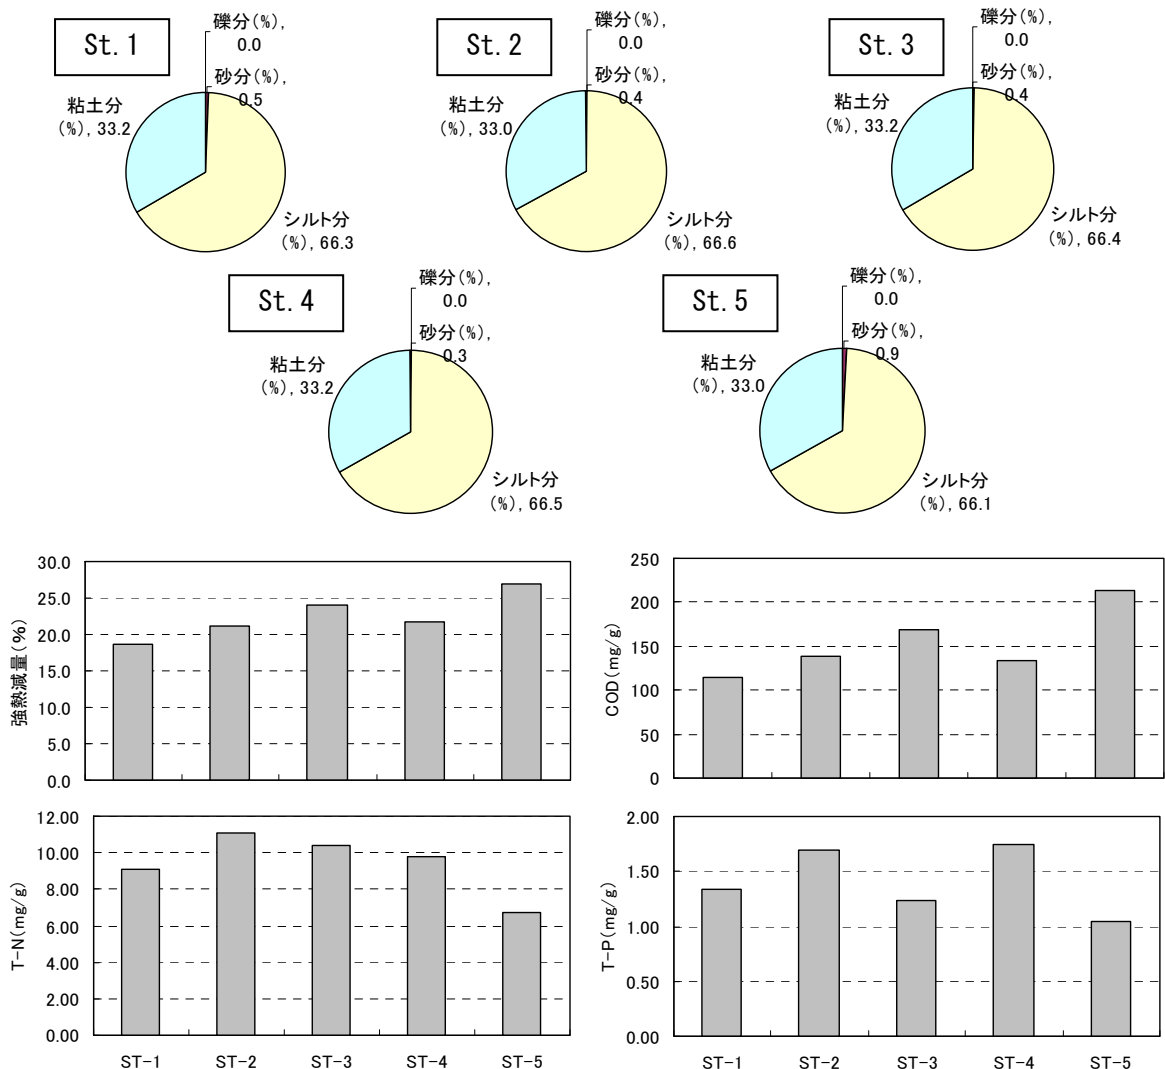 St.1
礫分(%),
0.0
砂分(%),
0.5
粘土分
(%), 33.2
シルト分
(%), 66.3
St.2
礫分(%),
0.0
砂分(%),
0.4
粘土分
(%), 33.0
シルト分
(%), 66.6
St.3
礫分(%),
0.0
砂分(%),
0.4
粘土分
(%), 33.2
シルト分
(%), 66.4
St.4
礫分(%),
0.0
砂分(%),
0.3
粘土分
(%), 33.2
シルト分
(%), 66.5
St.5
礫分(%),
0.0
砂分(%),
0.9
粘土分
(%), 33.0
シルト分
(%), 66.1
強熱減量(%)
30.0
25.0
20.0
15.0
10.0
5.0
0.0
COD(mg/g)
250
200
150
100
50
0
T-N(mg/g)
12.00
10.00
8.00
6.00
4.00
2.00
0.00
ST-1 ST-2 ST-3 ST-4 ST-5
T-P(mg/g)
2.00
1.50
1.00
0.50
0.00
ST-1 ST-2 ST-3 ST-4 ST-5